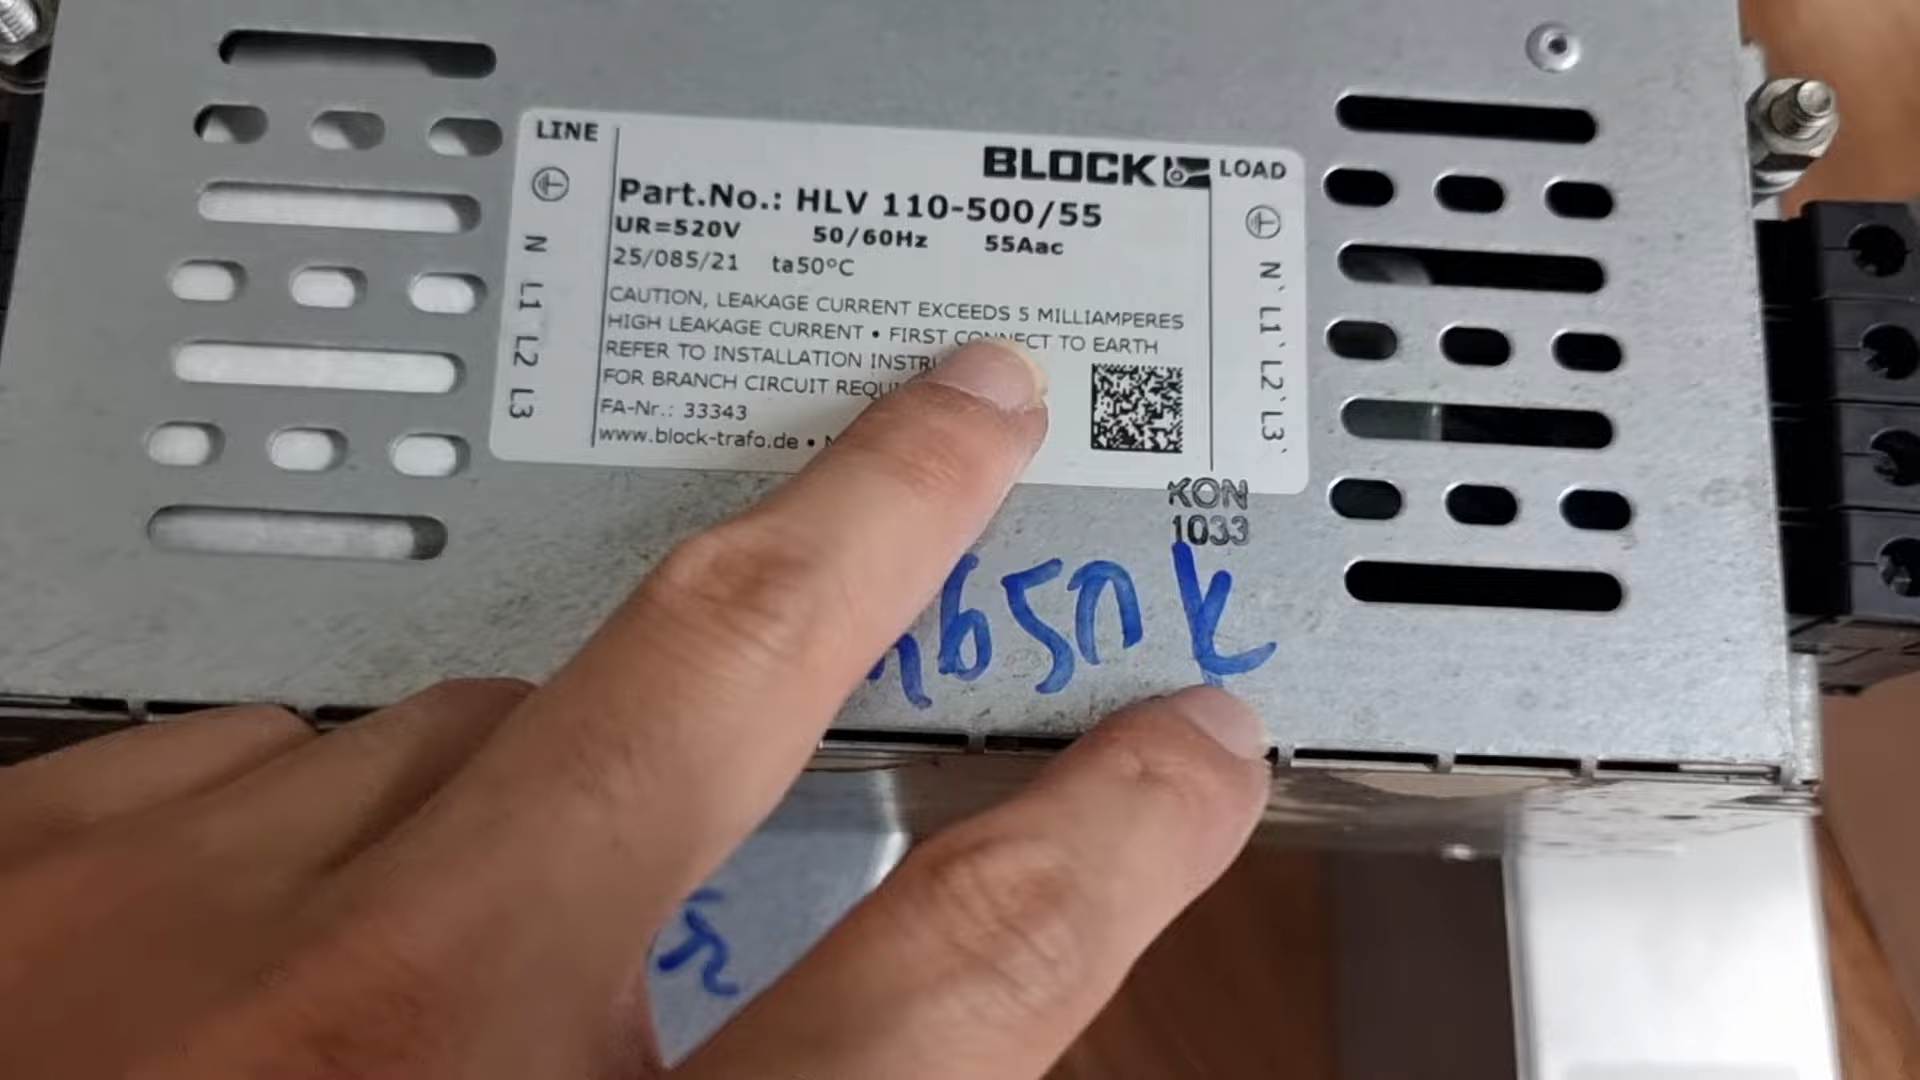 LINE
BLOCK
LOAD
Part.No.: HLV 110-500/55
UR=520V 50/60Hz 55Aac
25/085/21 ta50°C
CAUTION, LEAKAGE CURRENT EXCEEDS 5 MILLIAMPERES
HIGH LEAKAGE CURRENT • FIRST CONNECT TO EARTH
REFER TO INSTALLATION
FOR BRANCH CIRCUIT
FA-Nr.: 33343
www.block-trafo.de •
N L1 L2 L3
N` L1` L2` L3`
KON
1033